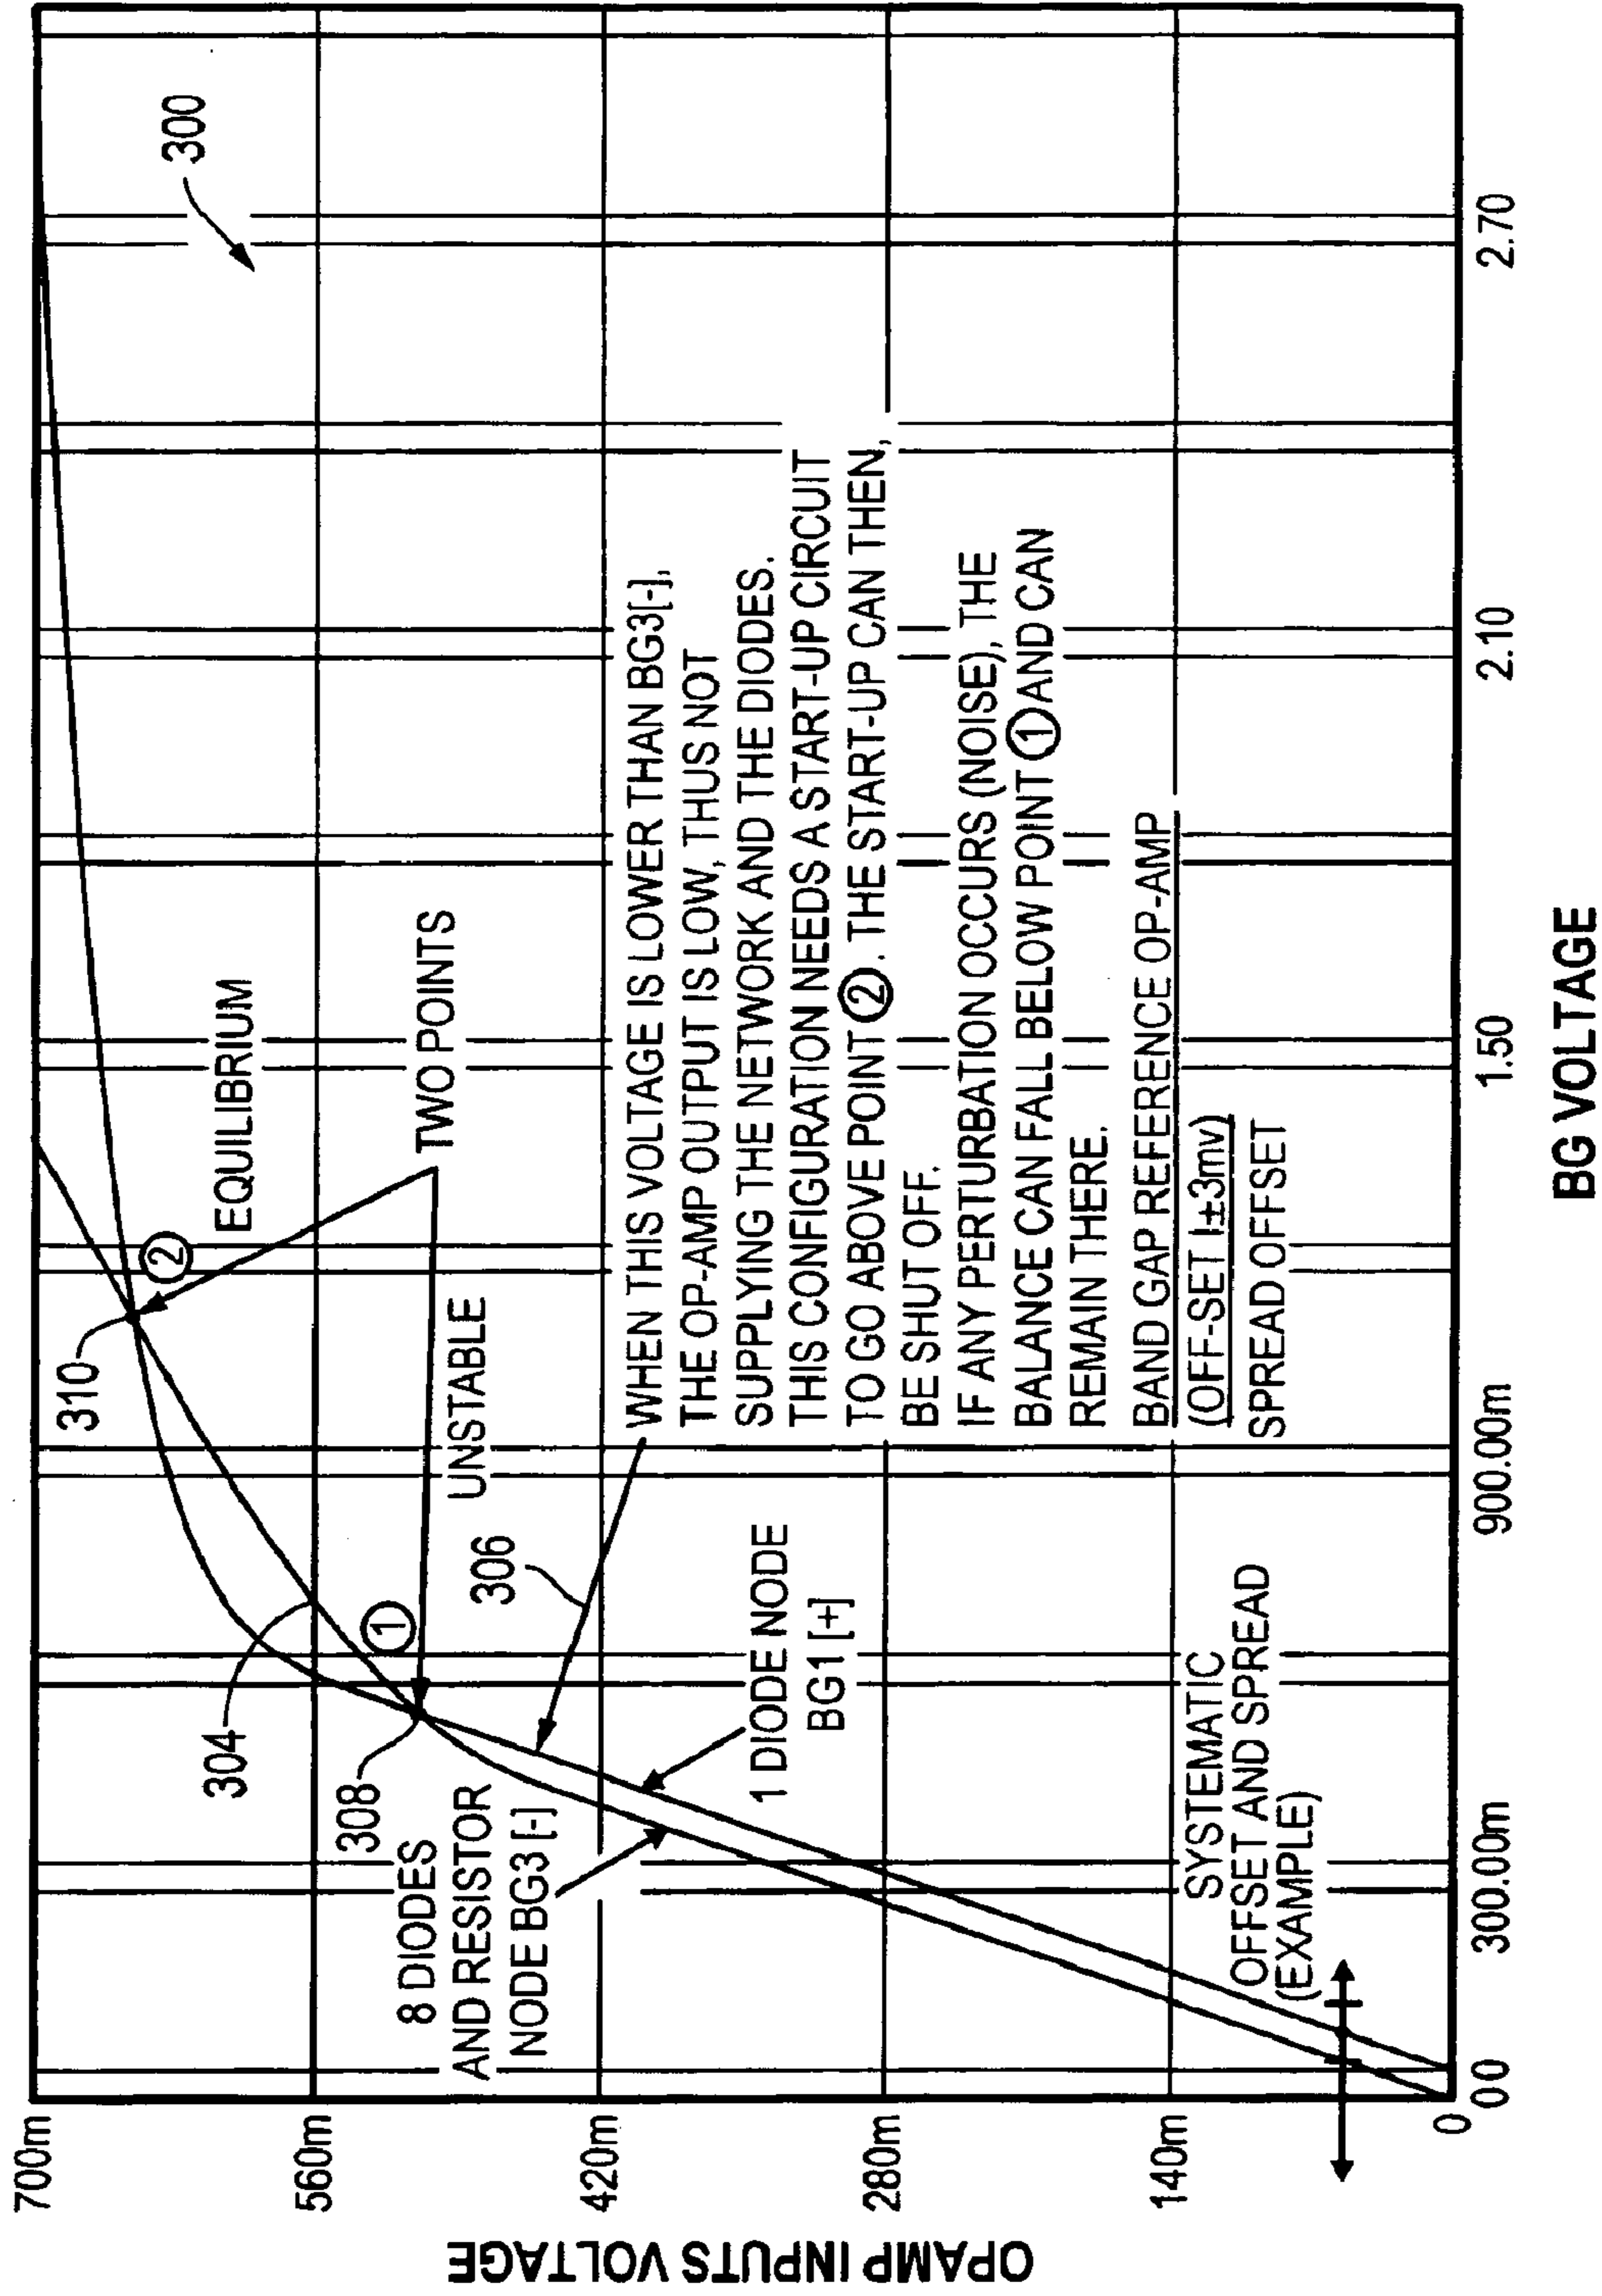 700m
560m
420m
280m
140m
0
OPAMP INPUTS VOLTAGE
0 0
300.00m
900.00m
1.50
2.10
2.70
BG VOLTAGE
300
310
2
EQUILIBRIUM
TWO POINTS
UNSTABLE
304
1
308
306
8 DIODES
AND RESISTOR
NODE BG3 [-]
1 DIODE NODE
BG1 [+]
WHEN THIS VOLTAGE IS LOWER THAN BG3[-],
THE OP-AMP OUTPUT IS LOW, THUS NOT
SUPPLYING THE NETWORK AND THE DIODES.
THIS CONFIGURATION NEEDS A START-UP CIRCUIT
TO GO ABOVE POINT 2. THE START-UP CAN THEN,
BE SHUT OFF.
IF ANY PERTURBATION OCCURS (NOISE), THE
BALANCE CAN FALL BELOW POINT 1 AND CAN
REMAIN THERE.
BAND GAP REFERENCE OP-AMP
(OFF-SET I±3mv)
SPREAD OFFSET
SYSTEMATIC
OFFSET AND SPREAD
(EXAMPLE)